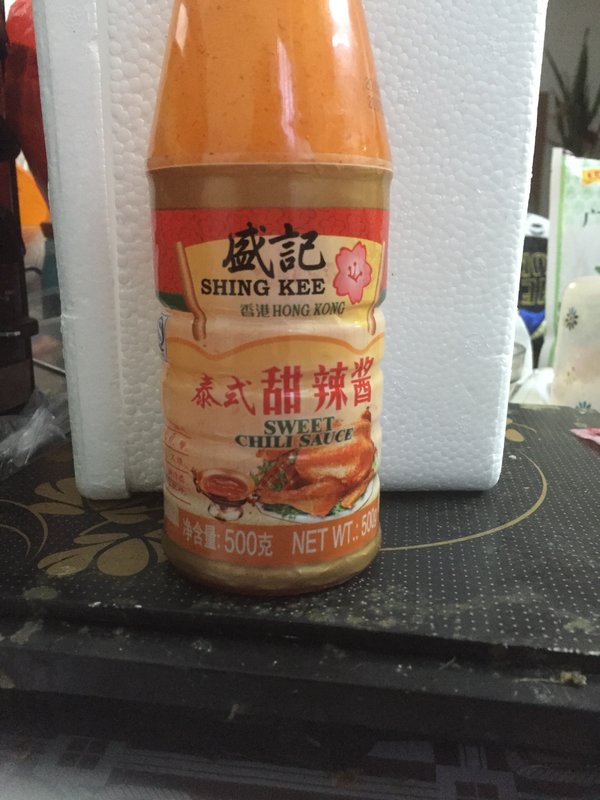 盛記
SHING KEE
香港 HONG KONG
泰式甜辣酱
SWEET
CHILI SAUCE
净含量: 500克 NET WT.: 500g